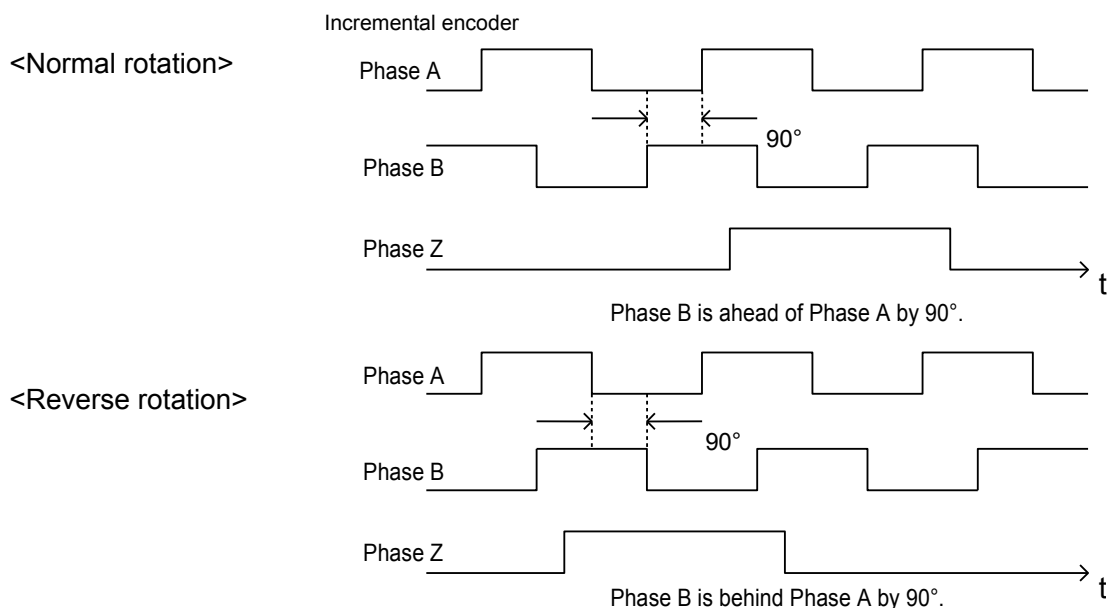 Incremental encoder
<Normal rotation>
Phase A
90°
Phase B
Phase Z
t
Phase B is ahead of Phase A by 90°.
Phase A
<Reverse rotation>
90°
Phase B
Phase Z
t
Phase B is behind Phase A by 90°.